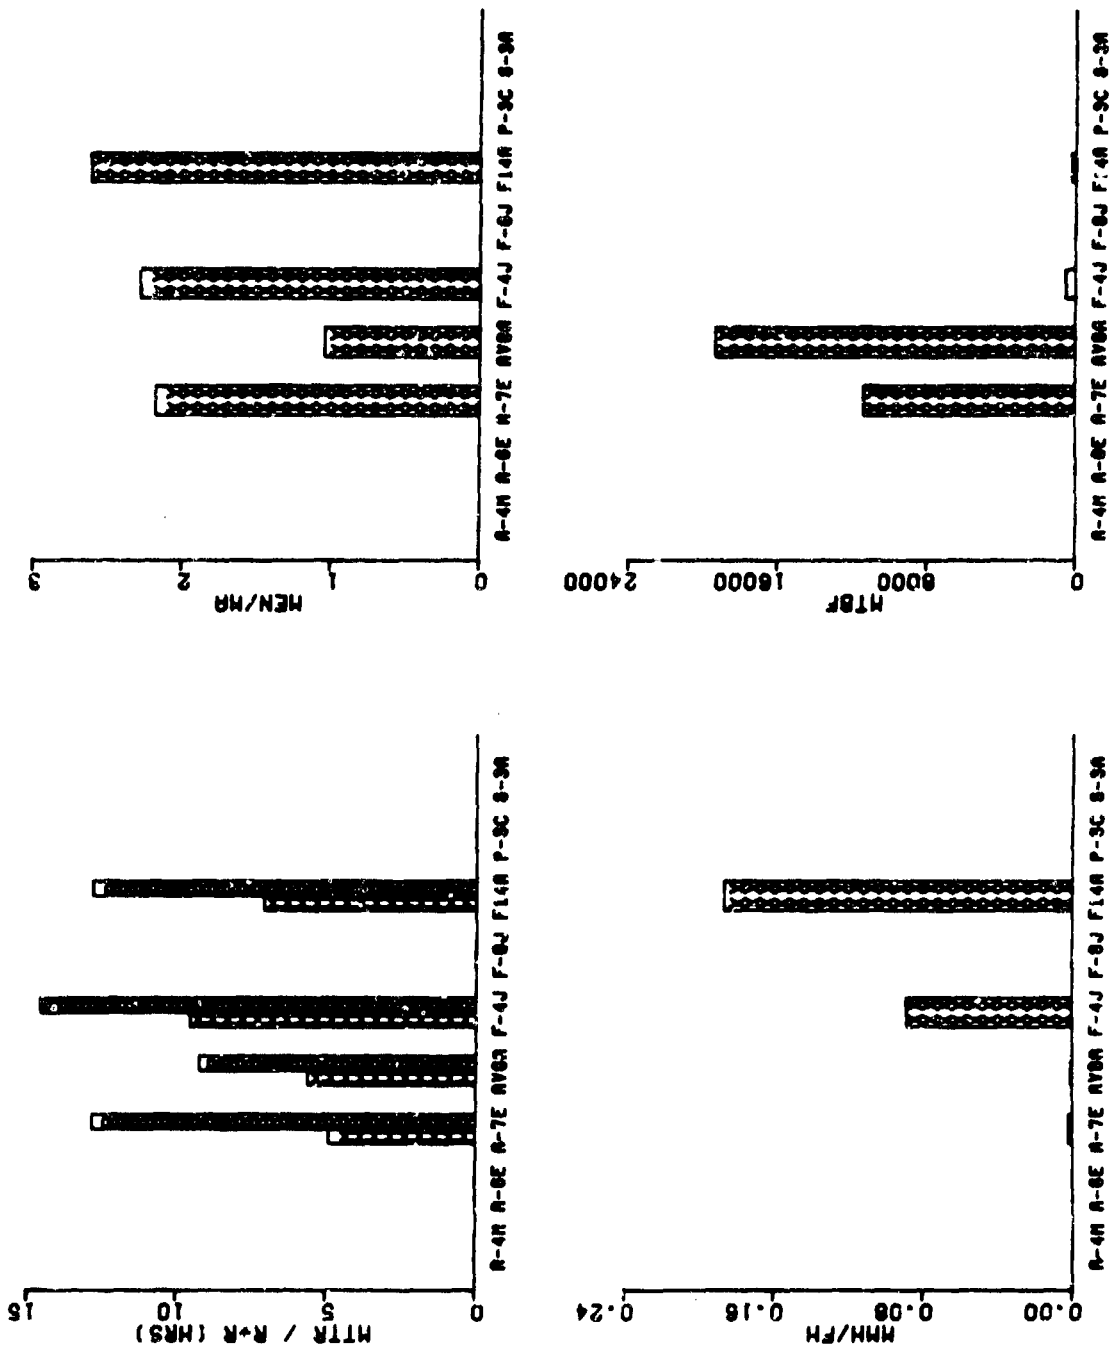 MTTR / R+R (HRS)
15
10
5
0
A-4M A-6E A-7E AV8A F-4J F-8J F14A P-3C S-3A
MEN/MA
3
2
1
0
A-4M A-6E A-7E AV8A F-4J F-8J F14A P-3C S-3A
MMH/FH
0.24
0.16
0.08
0.00
A-4M A-6E A-7E AV8A F-4J F-8J F14A P-3C S-3A
MTBF
24000
16000
8000
0
A-4M A-6E A-7E AV8A F-4J F-8J F14A P-3C S-3A